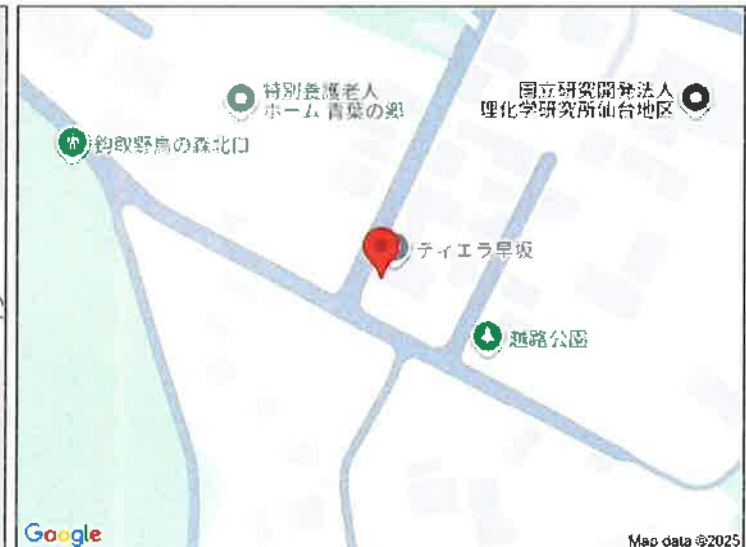 特別養護老人
ホーム 青葉の郷
国立研究開発法人
理化学研究所仙台地区
鈎取野鳥の森北口
ティエラ早坂
越路公園
Google
Map data ©2025